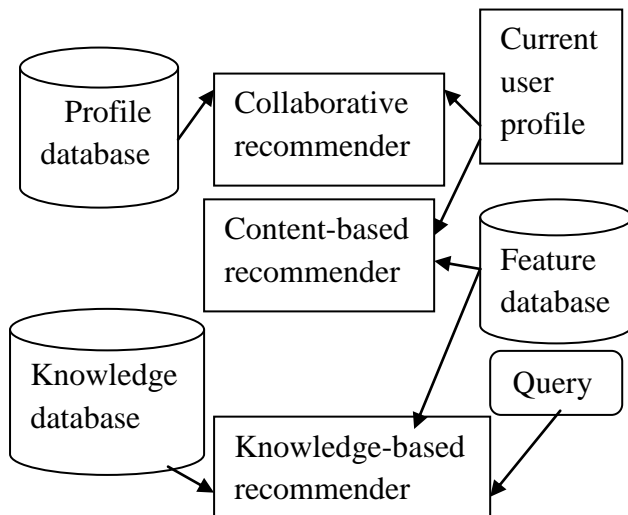 Profile
database
Collaborative
recommender
Current
user
profile
Content-based
recommender
Feature
database
Knowledge
database
Query
Knowledge-based
recommender